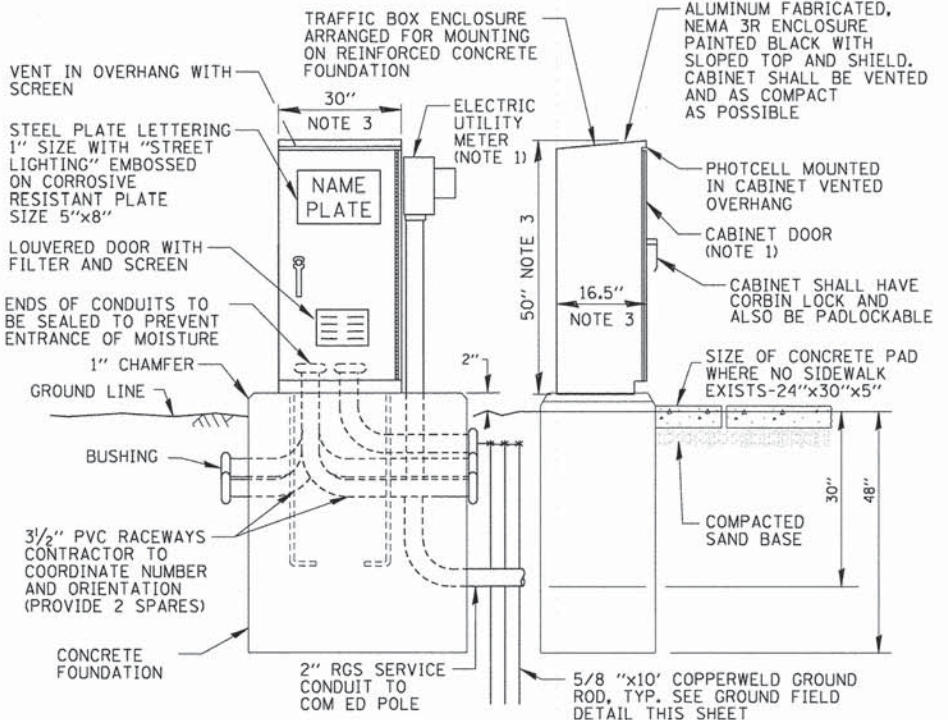 TRAFFIC BOX ENCLOSURE
ARRANGED FOR MOUNTING
ON REINFORCED CONCRETE
FOUNDATION
ALUMINUM FABRICATED,
NEMA 3R ENCLOSURE
PAINTED BLACK WITH
SLOPED TOP AND SHIELD.
CABINET SHALL BE VENTED
AND AS COMPACT
AS POSSIBLE
VENT IN OVERHANG WITH
SCREEN
30"
NOTE 3
ELECTRIC
UTILITY
METER
(NOTE 1)
STEEL PLATE LETTERING
1" SIZE WITH "STREET
LIGHTING" EMBOSSED
ON CORROSIVE
RESISTANT PLATE
SIZE 5"x8"
NAME
PLATE
PHOTCELL MOUNTED
IN CABINET VENTED
OVERHANG
CABINET DOOR
(NOTE 1)
50" NOTE 3
16.5"
NOTE 3
LOUVERED DOOR WITH
FILTER AND SCREEN
CABINET SHALL HAVE
CORBIN LOCK AND
ALSO BE PADLOCKABLE
ENDS OF CONDUITS TO
BE SEALED TO PREVENT
ENTRANCE OF MOISTURE
1" CHAMFER
2"
SIZE OF CONCRETE PAD
WHERE NO SIDEWALK
EXISTS-24"x30"x5"
GROUND LINE
BUSHING
30"
48"
COMPACTED
SAND BASE
3 1/2" PVC RACEWAYS
CONTRACTOR TO
COORDINATE NUMBER
AND ORIENTATION
(PROVIDE 2 SPARES)
CONCRETE
FOUNDATION
2" RGS SERVICE
CONDUIT TO
COM ED POLE
5/8 "x10' COPPERWELD GROUND
ROD, TYP. SEE GROUND FIELD
DETAIL THIS SHEET